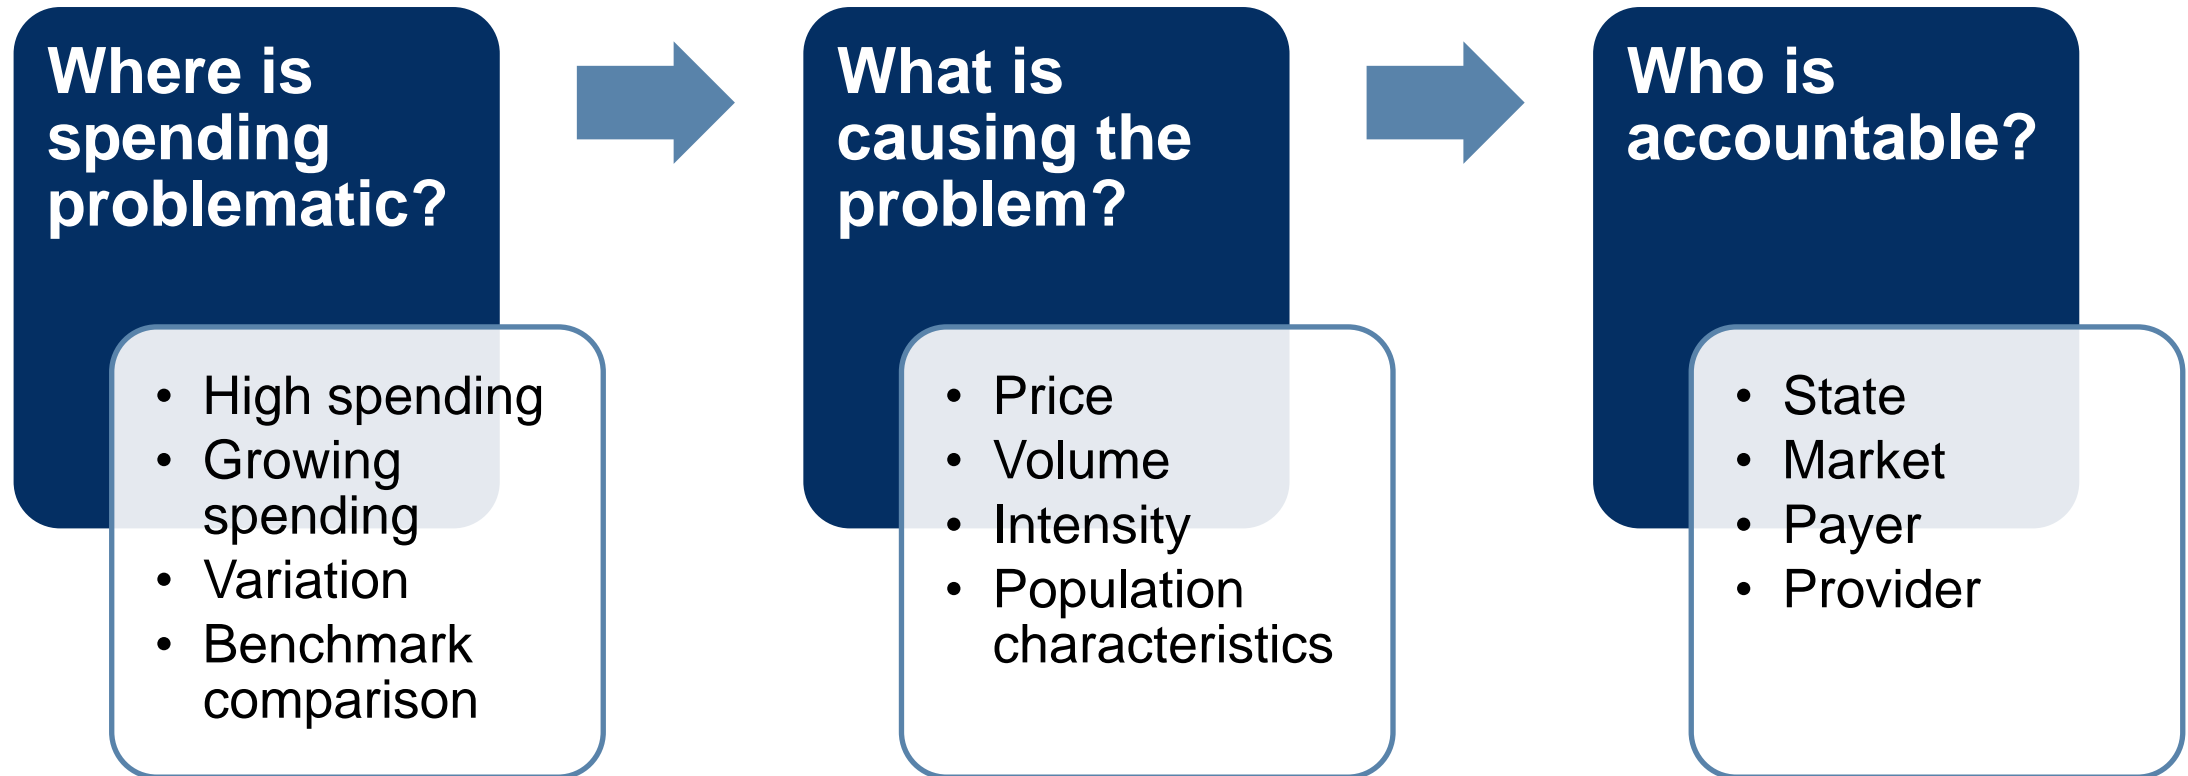 Where is
spending
problematic?
• High spending
• Growing
spending
• Variation
• Benchmark
comparison
What is
causing the
problem?
• Price
• Volume
• Intensity
• Population
characteristics
Who is
accountable?
• State
• Market
• Payer
• Provider